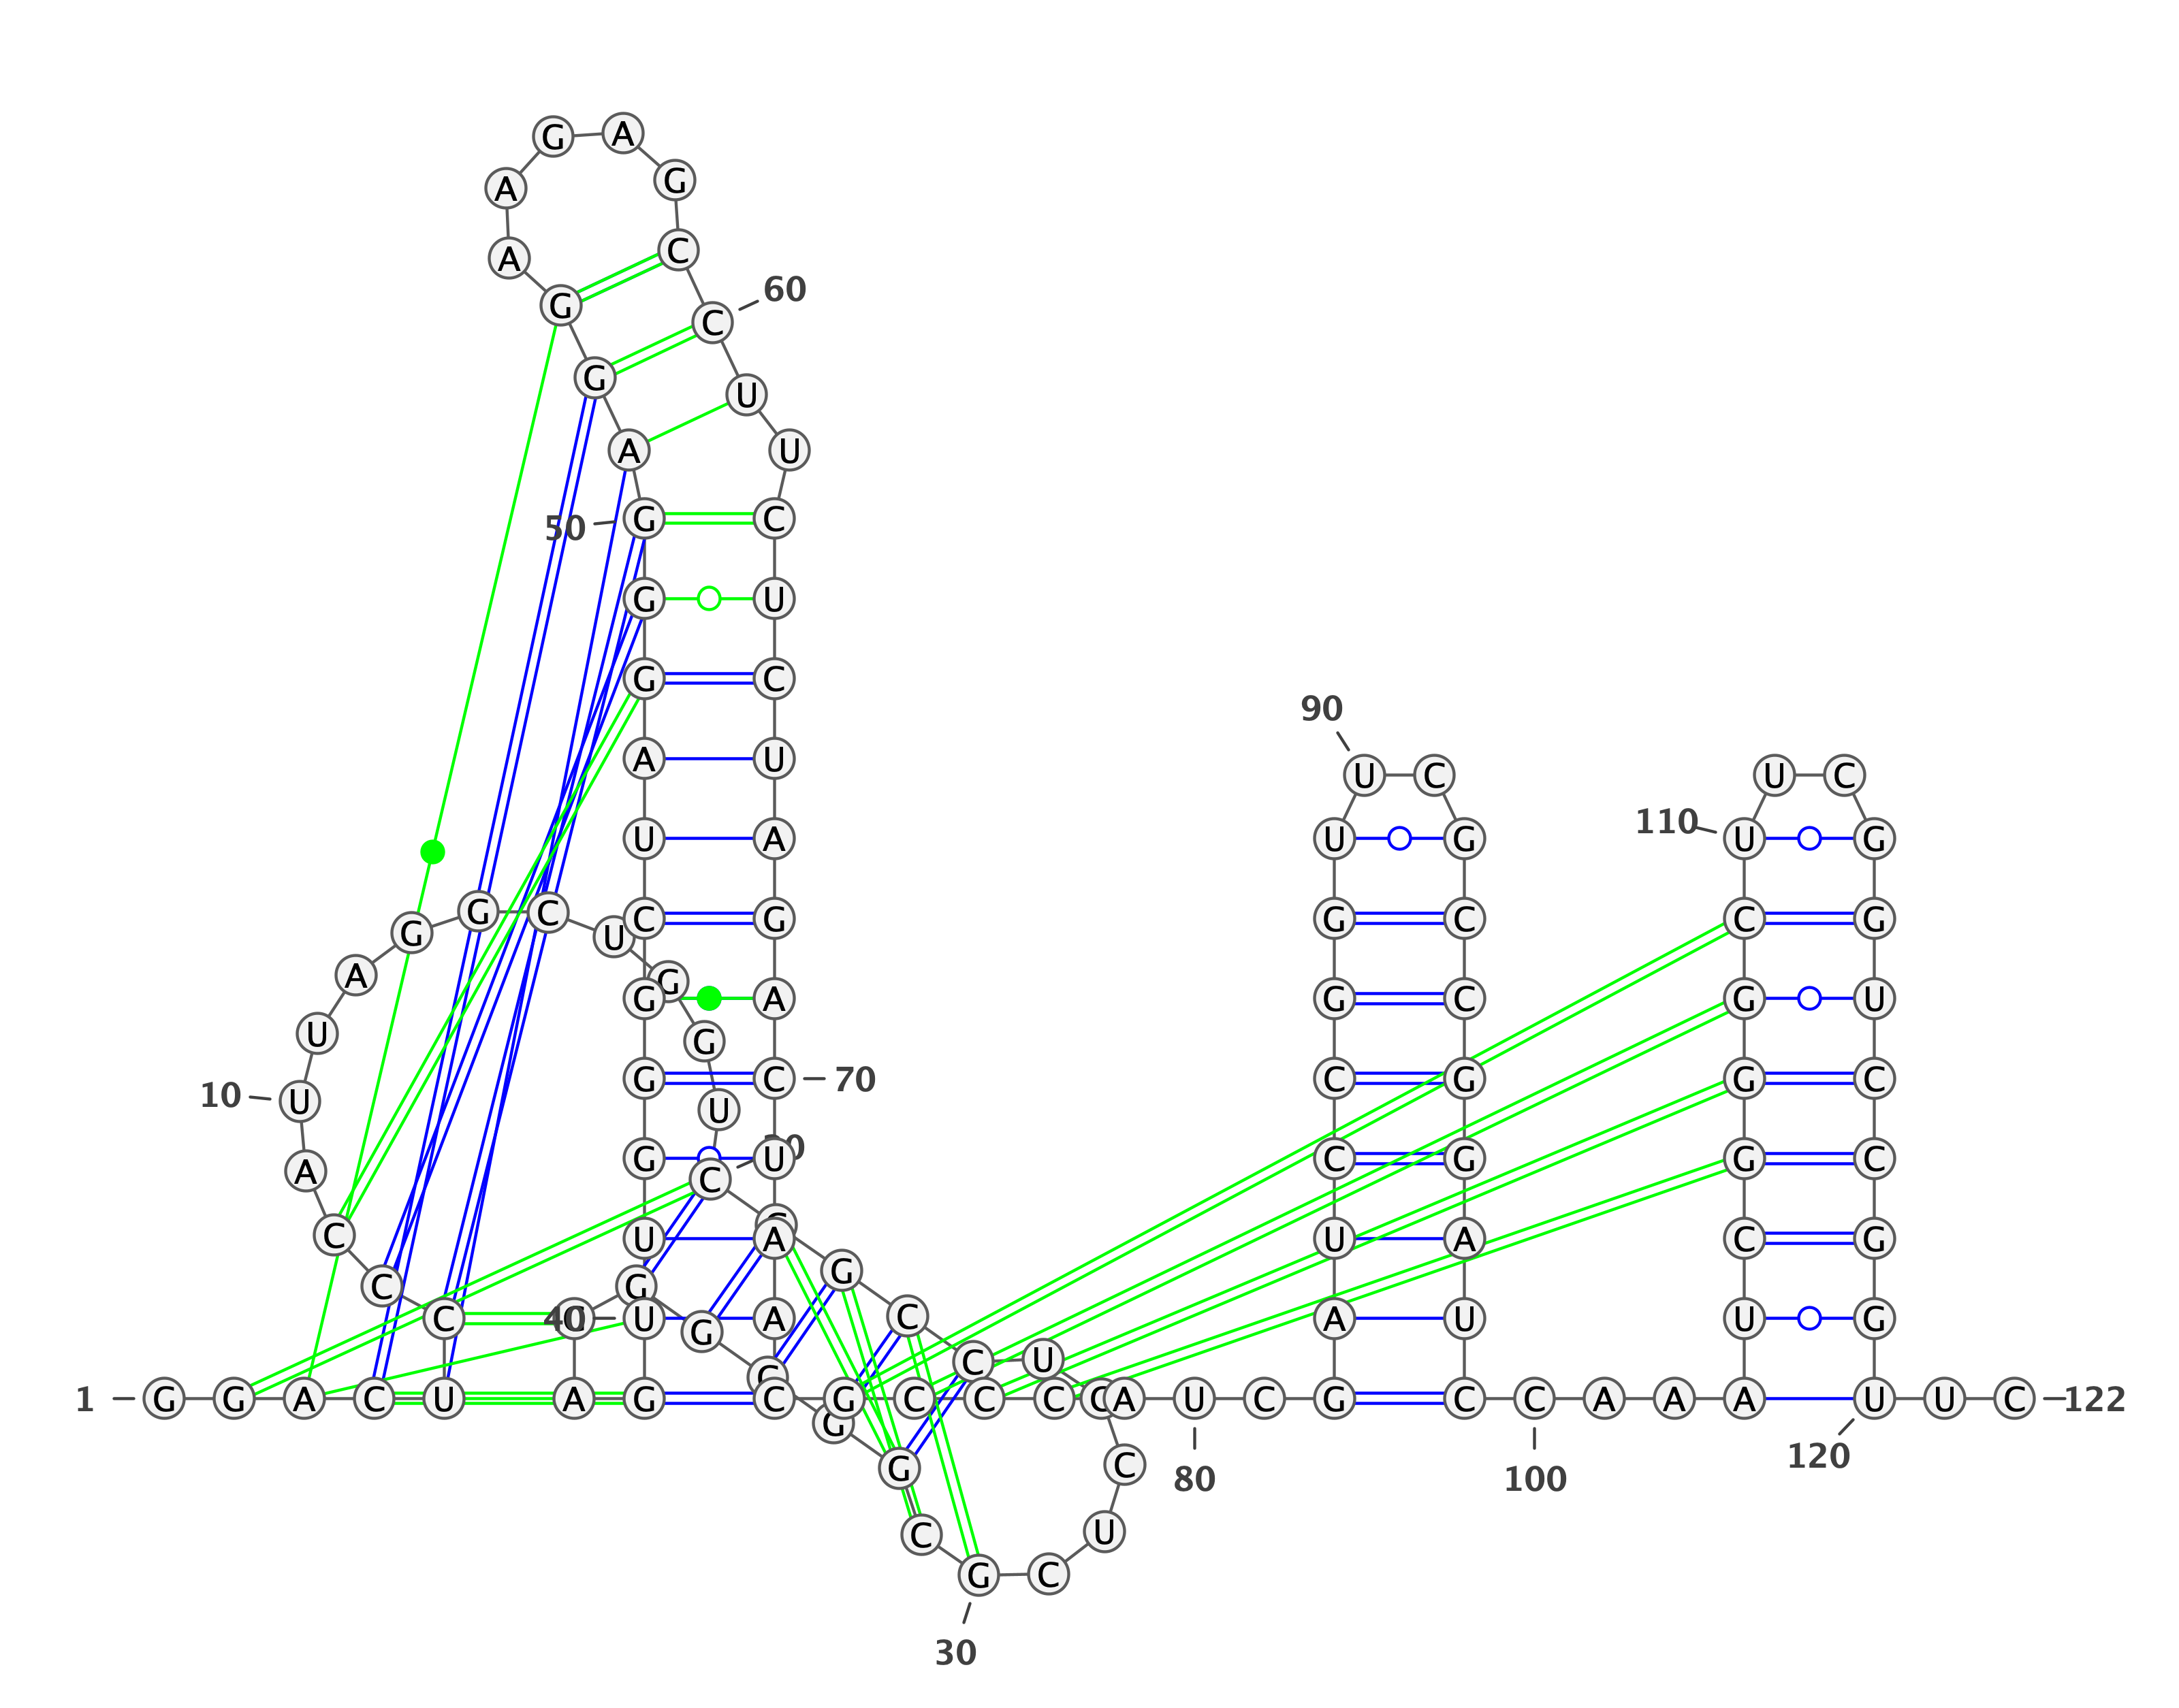 G A
A G
A C
60
G C
G U
A U
50 G C
G U
G C
90
A U U C U C
110
U A U G U G
G G C U C G G C C G
A G
G A G C G U
U G
10 U G C 70 C G G C
U
A G C U C G G C
C U A U A C G
C G G
C 40 C U G A C A U U G
C U
C
1 G G A C U A G C G C C C C A U C G C C A A A A U U C 122
G
G C 120
80 100
C U
G C
30